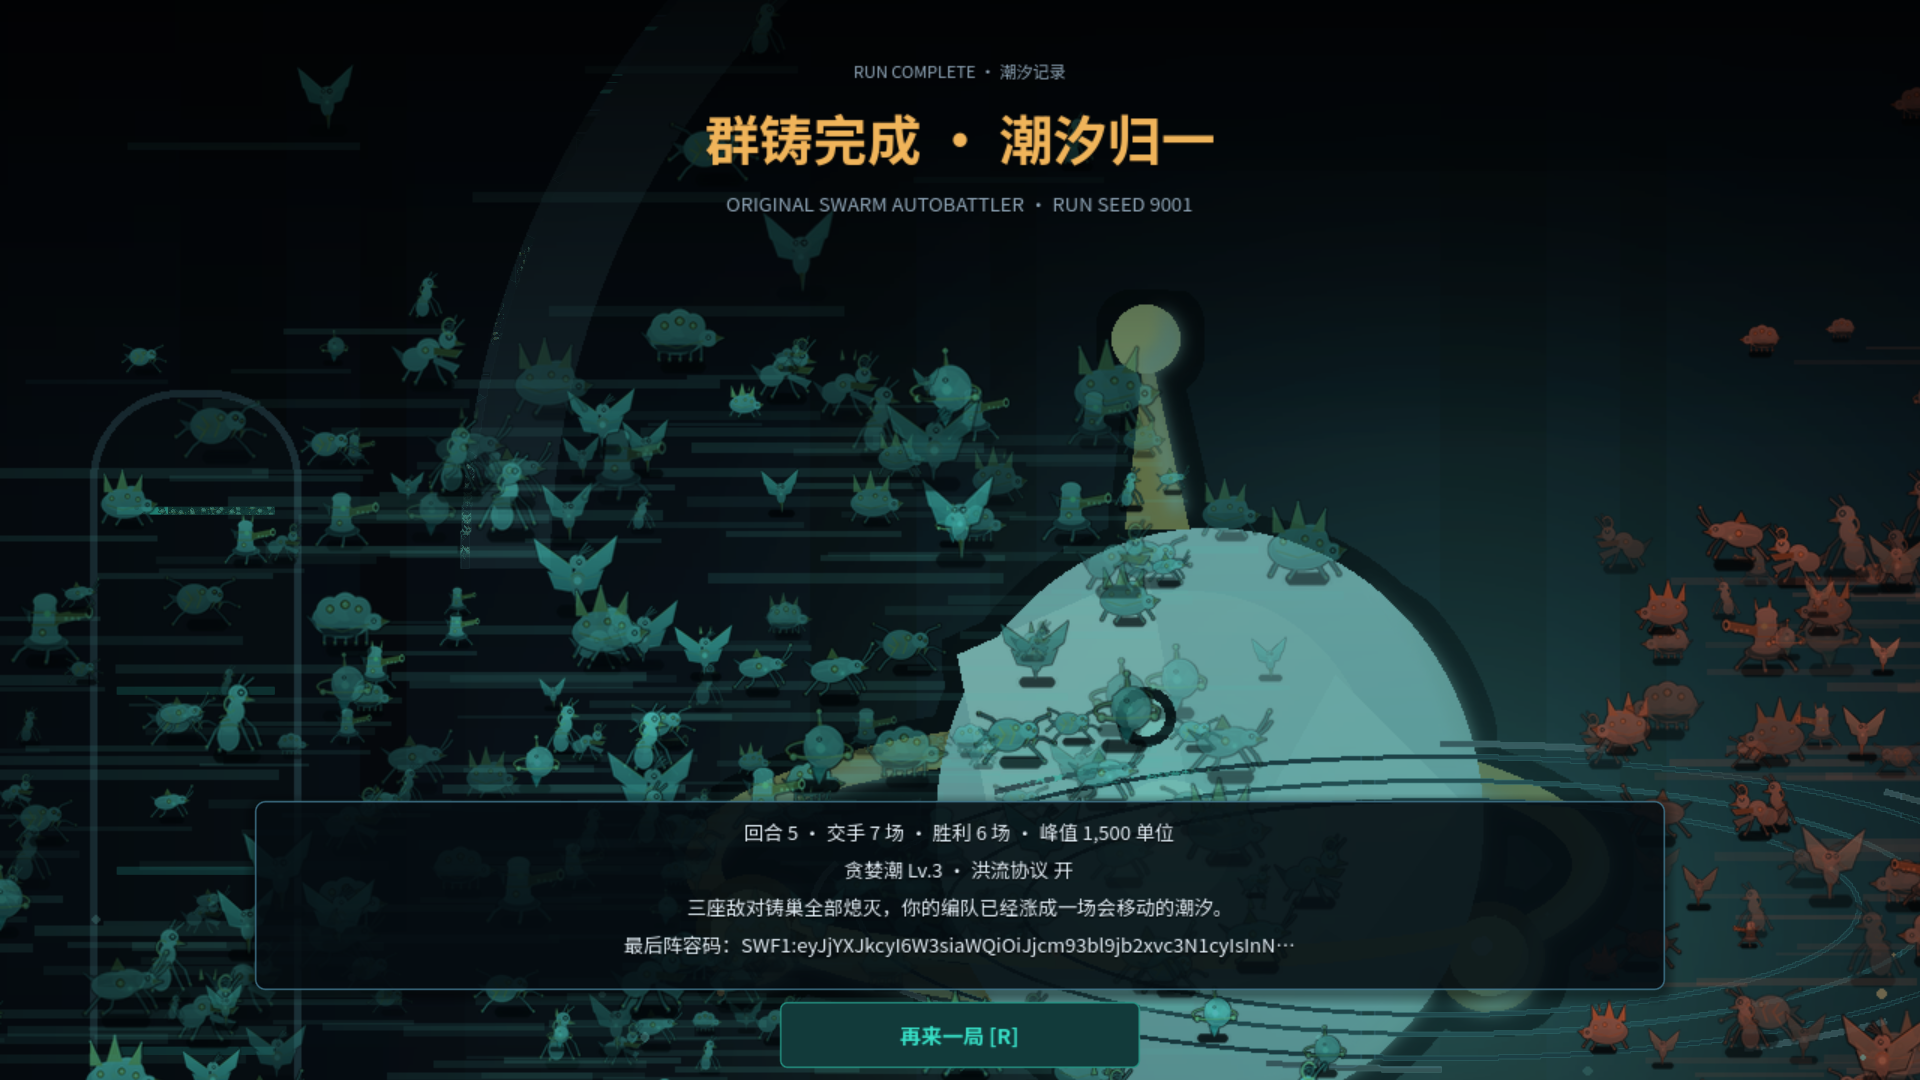 RUN COMPLETE · 潮汐记录
群铸完成 · 潮汐归一
ORIGINAL SWARM AUTOBATTLER · RUN SEED 9001
回合 5 · 交手 7 场 · 胜利 6 场 · 峰值 1,500 单位
贪婪潮 Lv.3 · 洪流协议 开
三座敌对铸巢全部熄灭，你的编队已经涨成一场会移动的潮汐。
最后阵容码：SWF1:eyJjYXJkcyI6W3siaWQiOiJjcm93bl9jb2xvc3N1cyIsInN…
再来一局 [R]